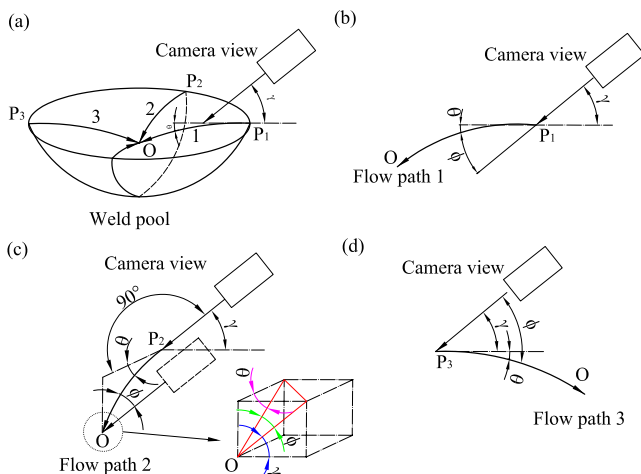 (a)
Camera view
P2
γ
P3
3
2
θ
1
P1
O
Weld pool
(b)
Camera view
θ
γ
P1
O
ϕ
Flow path 1
(c)
Camera view
90°
P2
γ
θ
ϕ
O
Flow path 2
θ
ϕ
O
γ
(d)
Camera view
γ
ϕ
P3
θ
O
Flow path 3